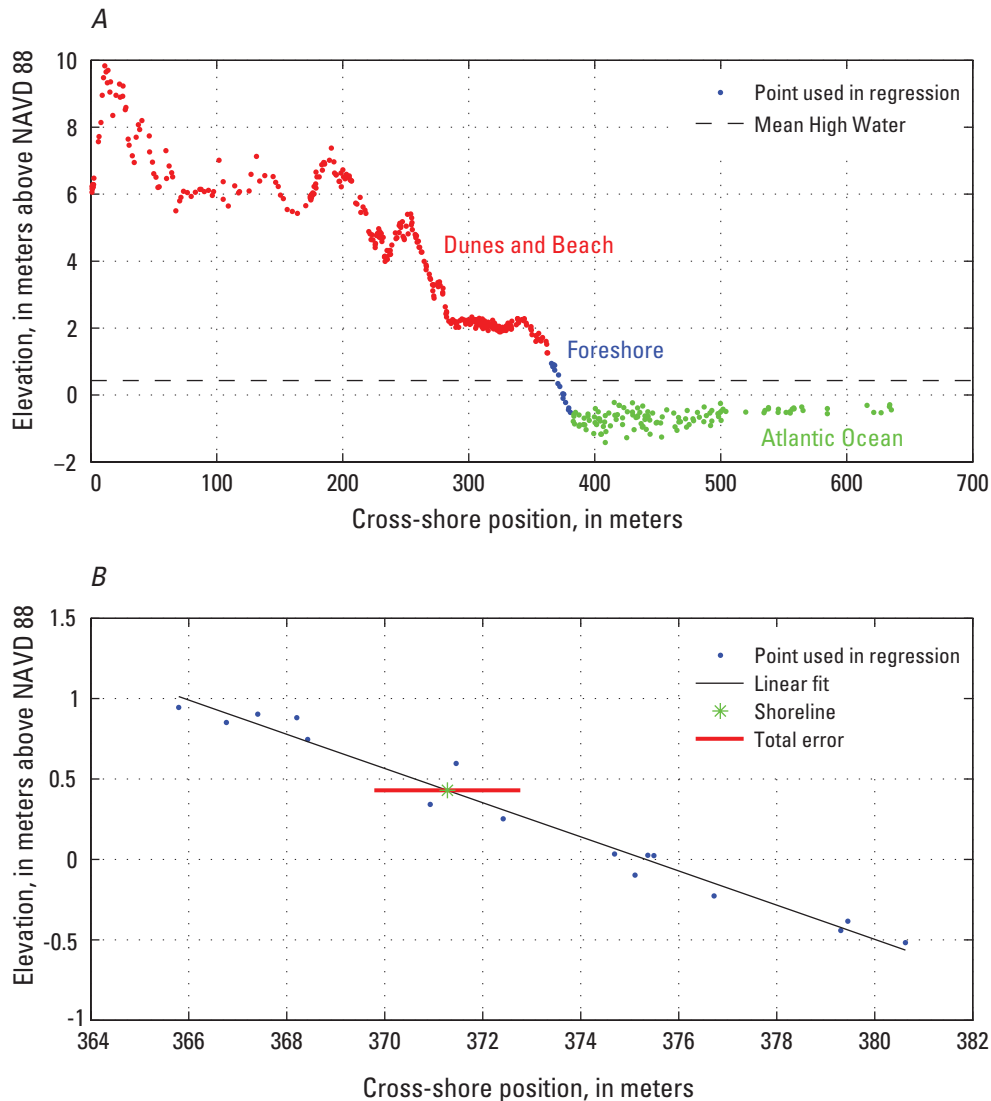 A
Elevation, in meters above NAVD 88
10
8
6
4
2
0
−2
Point used in regression
Mean High Water
Dunes and Beach
Foreshore
Atlantic Ocean
0 100 200 300 400 500 600 700
Cross-shore position, in meters
B
Elevation, in meters above NAVD 88
1.5
1
0.5
0
-0.5
-1
Point used in regression
Linear fit
Shoreline
Total error
364 366 368 370 372 374 376 378 380 382
Cross-shore position, in meters